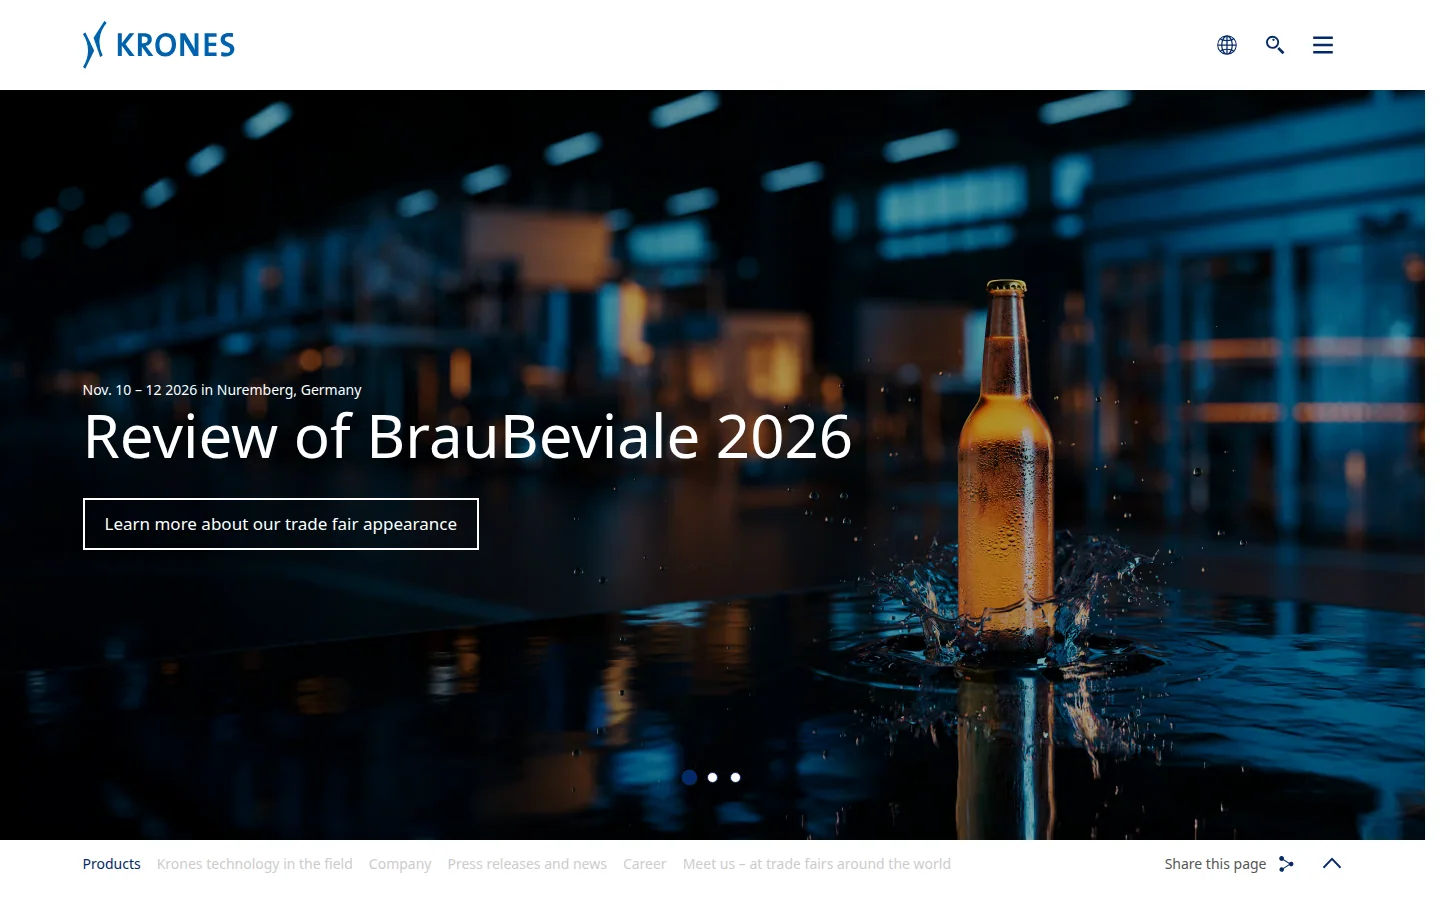 KRONES
Nov. 10 – 12 2026 in Nuremberg, Germany
Review of BrauBeviale 2026
Learn more about our trade fair appearance
Products Krones technology in the field Company Press releases and news Career Meet us – at trade fairs around the world Share this page